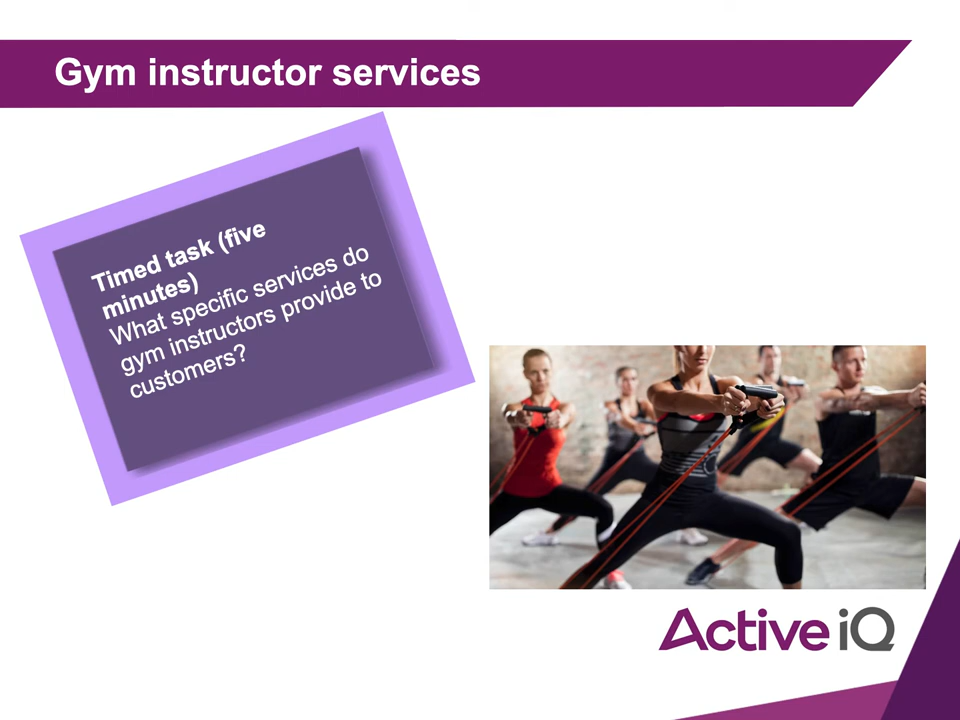 Gym instructor services
Timed task (five
minutes)
What specific services do
gym instructors provide to
customers?
Active iQ